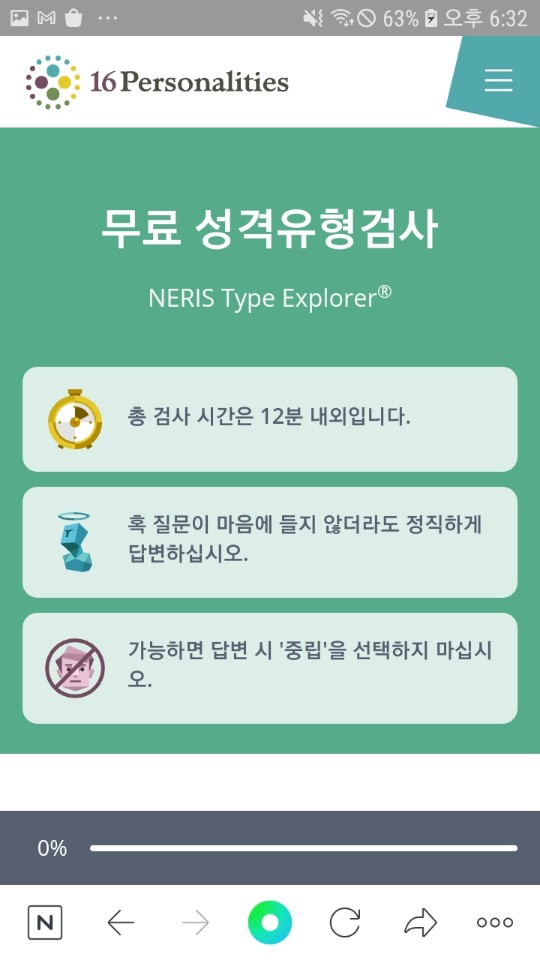 63% 오후 6:32
16Personalities
무료 성격유형검사
NERIS Type Explorer®
총 검사 시간은 12분 내외입니다.
혹 질문이 마음에 들지 않더라도 정직하게
답변하십시오.
가능하면 답변 시 '중립'을 선택하지 마십시
오.
0%
N